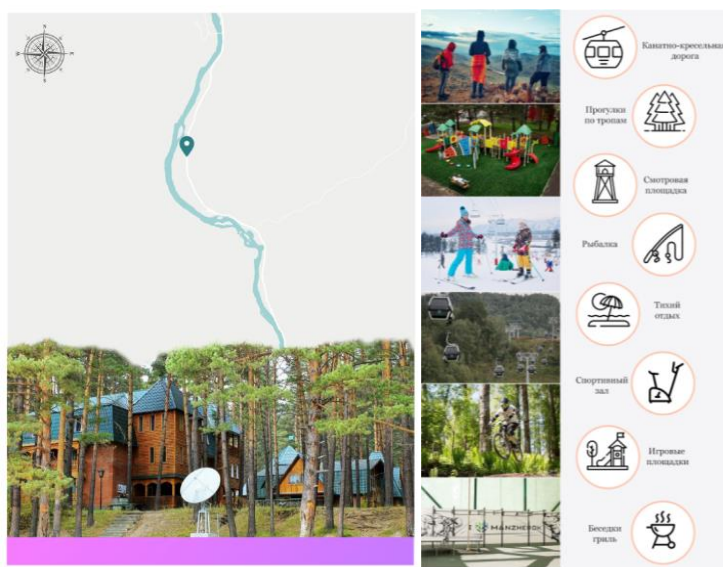 Канатно-кресельная
дорога
Прогулки
по тропам
Смотровая
площадка
Рыбалка
Тихий
отдых
Спортивный
зал
Игровые
площадки
MANZHEROK
Беседки
гриль